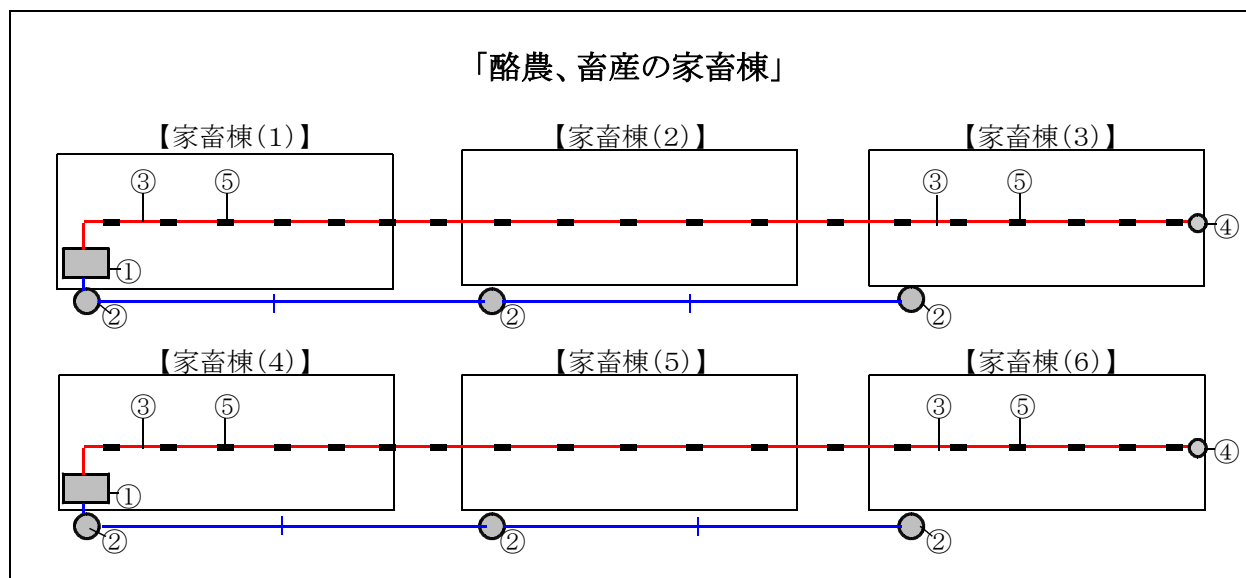 「酪農、畜産の家畜棟」
【家畜棟(1)】 【家畜棟(2)】 【家畜棟(3)】
③ ⑤ ③ ⑤
④
①
② ② ②
【家畜棟(4)】 【家畜棟(5)】 【家畜棟(6)】
③ ⑤ ③ ⑤
④
①
② ② ②